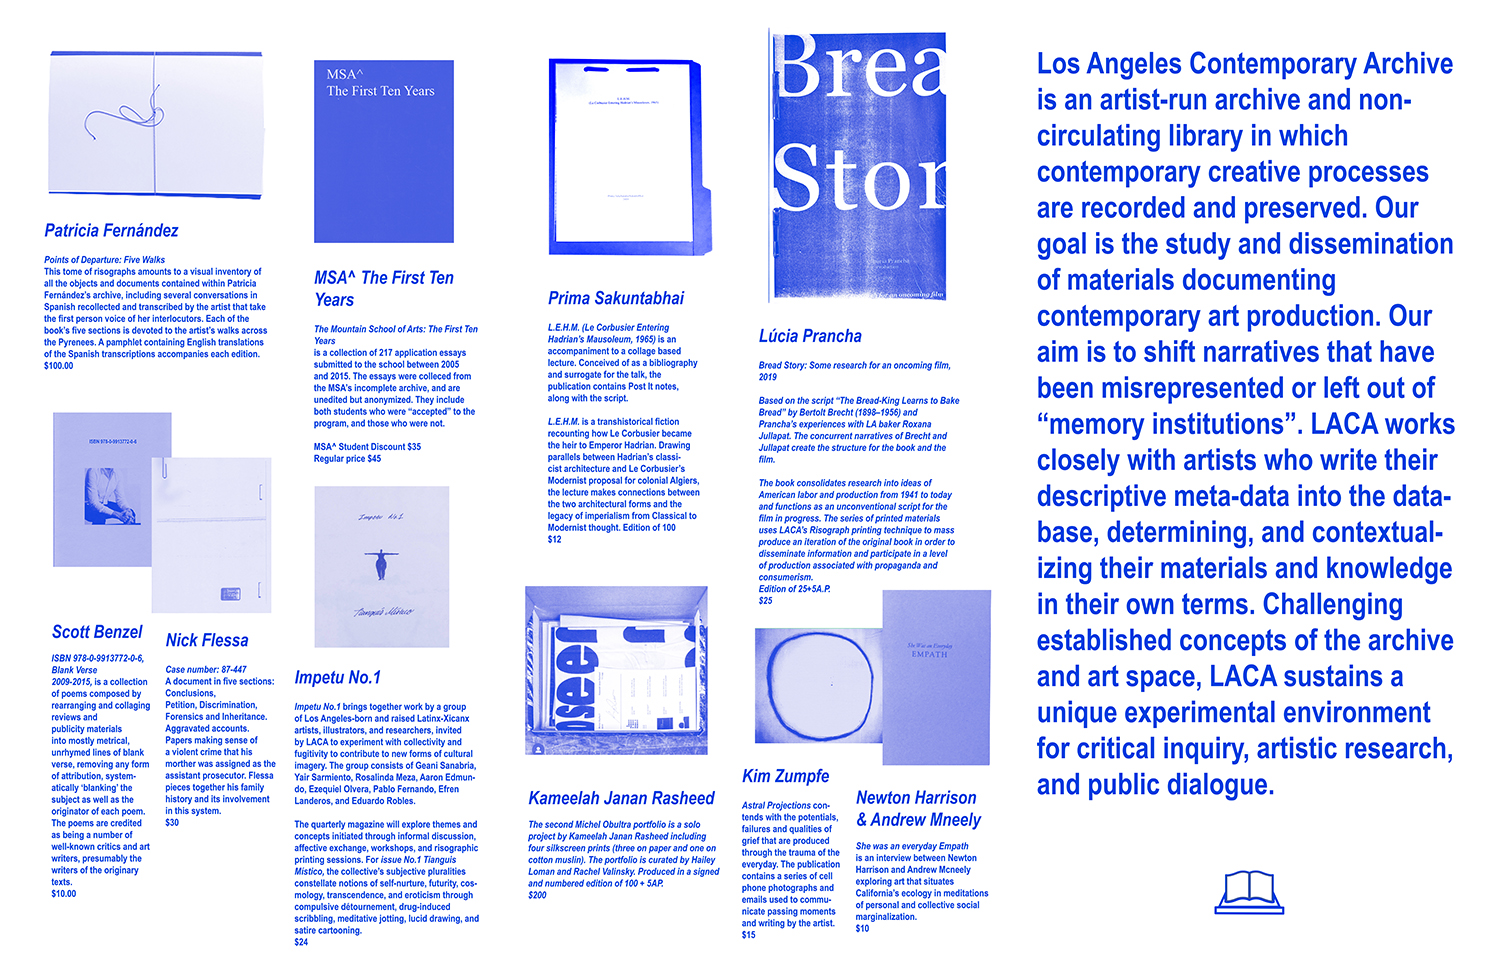 Patricia Fernández
Points of Departure: Five Walks
This tome of risographs amounts to a visual inventory of
all the objects and documents contained within Patricia
Fernández's archive, including several conversations in
Spanish recollected and transcribed by the artist that take
the first person voice of her interlocutors. Each of the
book's five sections is devoted to the artist's walks across
the Pyrenees. A pamphlet containing English translations
of the Spanish transcriptions accompanies each edition.
$100.00
ISBN 978-0-9913772-6-6
Scott Benzel
ISBN 978-0-9913772-0-6,
Blank Verse
2009-2015, is a collection
of poems composed by
rearranging and collaging
reviews and
publicity materials
into mostly metrical,
unrhymed lines of blank
verse, removing any form
of attribution, system-
atically ‘blanking’ the
subject as well as the
originator of each poem.
The poems are credited
as being a number of
well-known critics and art
writers, presumably the
writers of the originary
texts.
$10.00
Nick Flessa
Case number: 87-447
A document in five sections:
Conclusions,
Petition, Discrimination,
Forensics and Inheritance.
Aggravated accounts.
Papers making sense of
a violent crime that his
morther was assigned as the
assistant prosecutor. Flessa
pieces together his family
history and its involvement
in this system.
$30
MSA^
The First Ten Years
MSA^ The First Ten
Years
The Mountain School of Arts: The First Ten
Years
is a collection of 217 application essays
submitted to the school between 2005
and 2015. The essays were colleced from
the MSA's incomplete archive, and are
unedited but anonymized. They include
both students who were “accepted” to the
program, and those who were not.
MSA^ Student Discount $35
Regular price $45
Impetu No.1
Tianguis Místico
Impetu No.1
Impetu No.1 brings together work by a group
of Los Angeles-born and raised Latinx-Xicanx
artists, illustrators, and researchers, invited
by LACA to experiment with collectivity and
fugitivity to contribute to new forms of cultural
imagery. The group consists of Geani Sanabria,
Yair Sarmiento, Rosalinda Meza, Aaron Edmun-
do, Ezequiel Olvera, Pablo Fernando, Efren
Landeros, and Eduardo Robles.
The quarterly magazine will explore themes and
concepts initiated through informal discussion,
affective exchange, workshops, and risographic
printing sessions. For issue No.1 Tianguis
Místico, the collective's subjective pluralities
constellate notions of self-nurture, futurity, cos-
mology, transcendence, and eroticism through
compulsive détournement, drug-induced
scribbling, meditative jotting, lucid drawing, and
satire cartooning.
$24
L.E.H.M.
(Le Corbusier Entering Hadrian's Mausoleum, 1965)
Prima Sakuntabhai
L.E.H.M. (Le Corbusier Entering
Hadrian's Mausoleum, 1965) is an
accompaniment to a collage based
lecture. Conceived of as a bibliography
and surrogate for the talk, the
publication contains Post It notes,
along with the script.
L.E.H.M. is a transhistorical fiction
recounting how Le Corbusier became
the heir to Emperor Hadrian. Drawing
parallels between Hadrian's classi-
cist architecture and Le Corbusier's
Modernist proposal for colonial Algiers,
the lecture makes connections between
the two architectural forms and the
legacy of imperialism from Classical to
Modernist thought. Edition of 100
$12
Kameelah Janan Rasheed
The second Michel Obultra portfolio is a solo
project by Kameelah Janan Rasheed including
four silkscreen prints (three on paper and one on
cotton muslin). The portfolio is curated by Hailey
Loman and Rachel Valinsky. Produced in a signed
and numbered edition of 100 + 5AP.
$200
Brea
Stor
Lúcia Prancha
Bread Story: Some research for an oncoming film,
2019
Based on the script “The Bread-King Learns to Bake
Bread” by Bertolt Brecht (1898–1956) and
Prancha's experiences with LA baker Roxana
Jullapat. The concurrent narratives of Brecht and
Jullapat create the structure for the book and the
film.
The book consolidates research into ideas of
American labor and production from 1941 to today
and functions as an unconventional script for the
film in progress. The series of printed materials
uses LACA's Risograph printing technique to mass
produce an iteration of the original book in order to
disseminate information and participate in a level
of production associated with propaganda and
consumerism.
Edition of 25+5A.P.
$25
Kim Zumpfe
Astral Projections con-
tends with the potentials,
failures and qualities of
grief that are produced
through the trauma of the
everyday. The publication
contains a series of cell
phone photographs and
emails used to commu-
nicate passing moments
and writing by the artist.
$15
She Was an Everyday
EMPATH
Newton Harrison
& Andrew Mneely
She was an everyday Empath
is an interview between Newton
Harrison and Andrew Mcneely
exploring art that situates
California's ecology in meditations
of personal and collective social
marginalization.
$10
Los Angeles Contemporary Archive
is an artist-run archive and non-
circulating library in which
contemporary creative processes
are recorded and preserved. Our
goal is the study and dissemination
of materials documenting
contemporary art production. Our
aim is to shift narratives that have
been misrepresented or left out of
“memory institutions”. LACA works
closely with artists who write their
descriptive meta-data into the data-
base, determining, and contextual-
izing their materials and knowledge
in their own terms. Challenging
established concepts of the archive
and art space, LACA sustains a
unique experimental environment
for critical inquiry, artistic research,
and public dialogue.